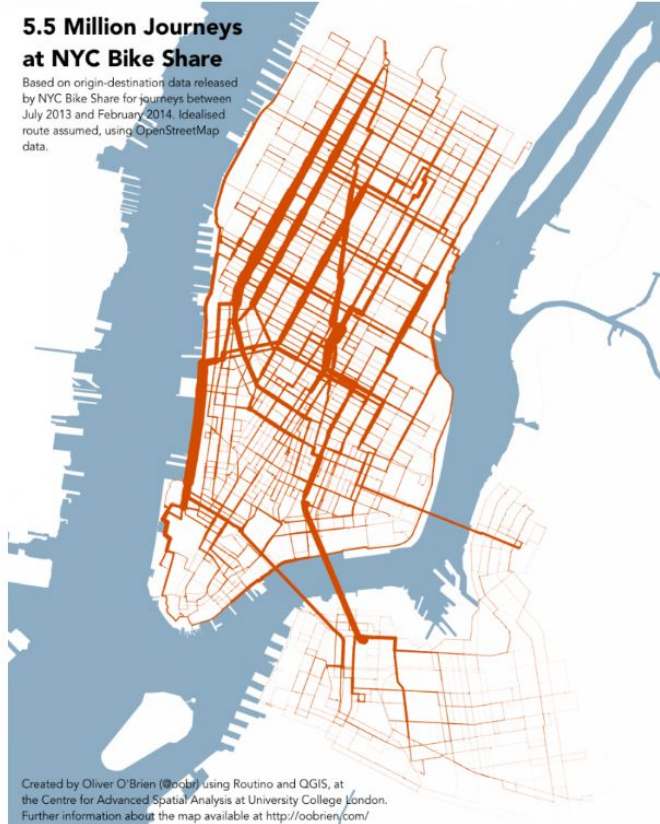 5.5 Million Journeys
at NYC Bike Share
Based on origin-destination data released
by NYC Bike Share for journeys between
July 2013 and February 2014. Idealised
route assumed, using OpenStreetMap
data.
Created by Oliver O'Brien (@oobr) using Routino and QGIS, at
the Centre for Advanced Spatial Analysis at University College London.
Further information about the map available at http://oobrien.com/